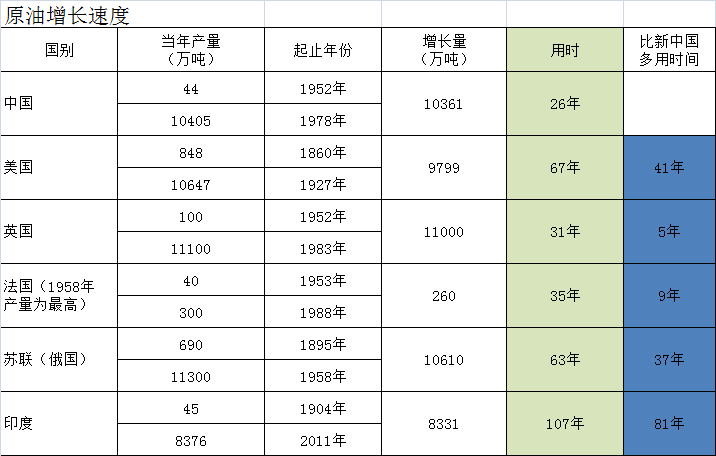 原油增长速度
国别 当年产量（万吨） 起止年份 增长量（万吨） 用时 比新中国多用时间
中国 44 1952年 10361 26年
10405 1978年
美国 848 1860年 9799 67年 41年
10647 1927年
英国 100 1952年 11000 31年 5年
11100 1983年
法国（1958年产量为最高） 40 1953年 260 35年 9年
300 1988年
苏联（俄国） 690 1895年 10610 63年 37年
11300 1958年
印度 45 1904年 8331 107年 81年
8376 2011年